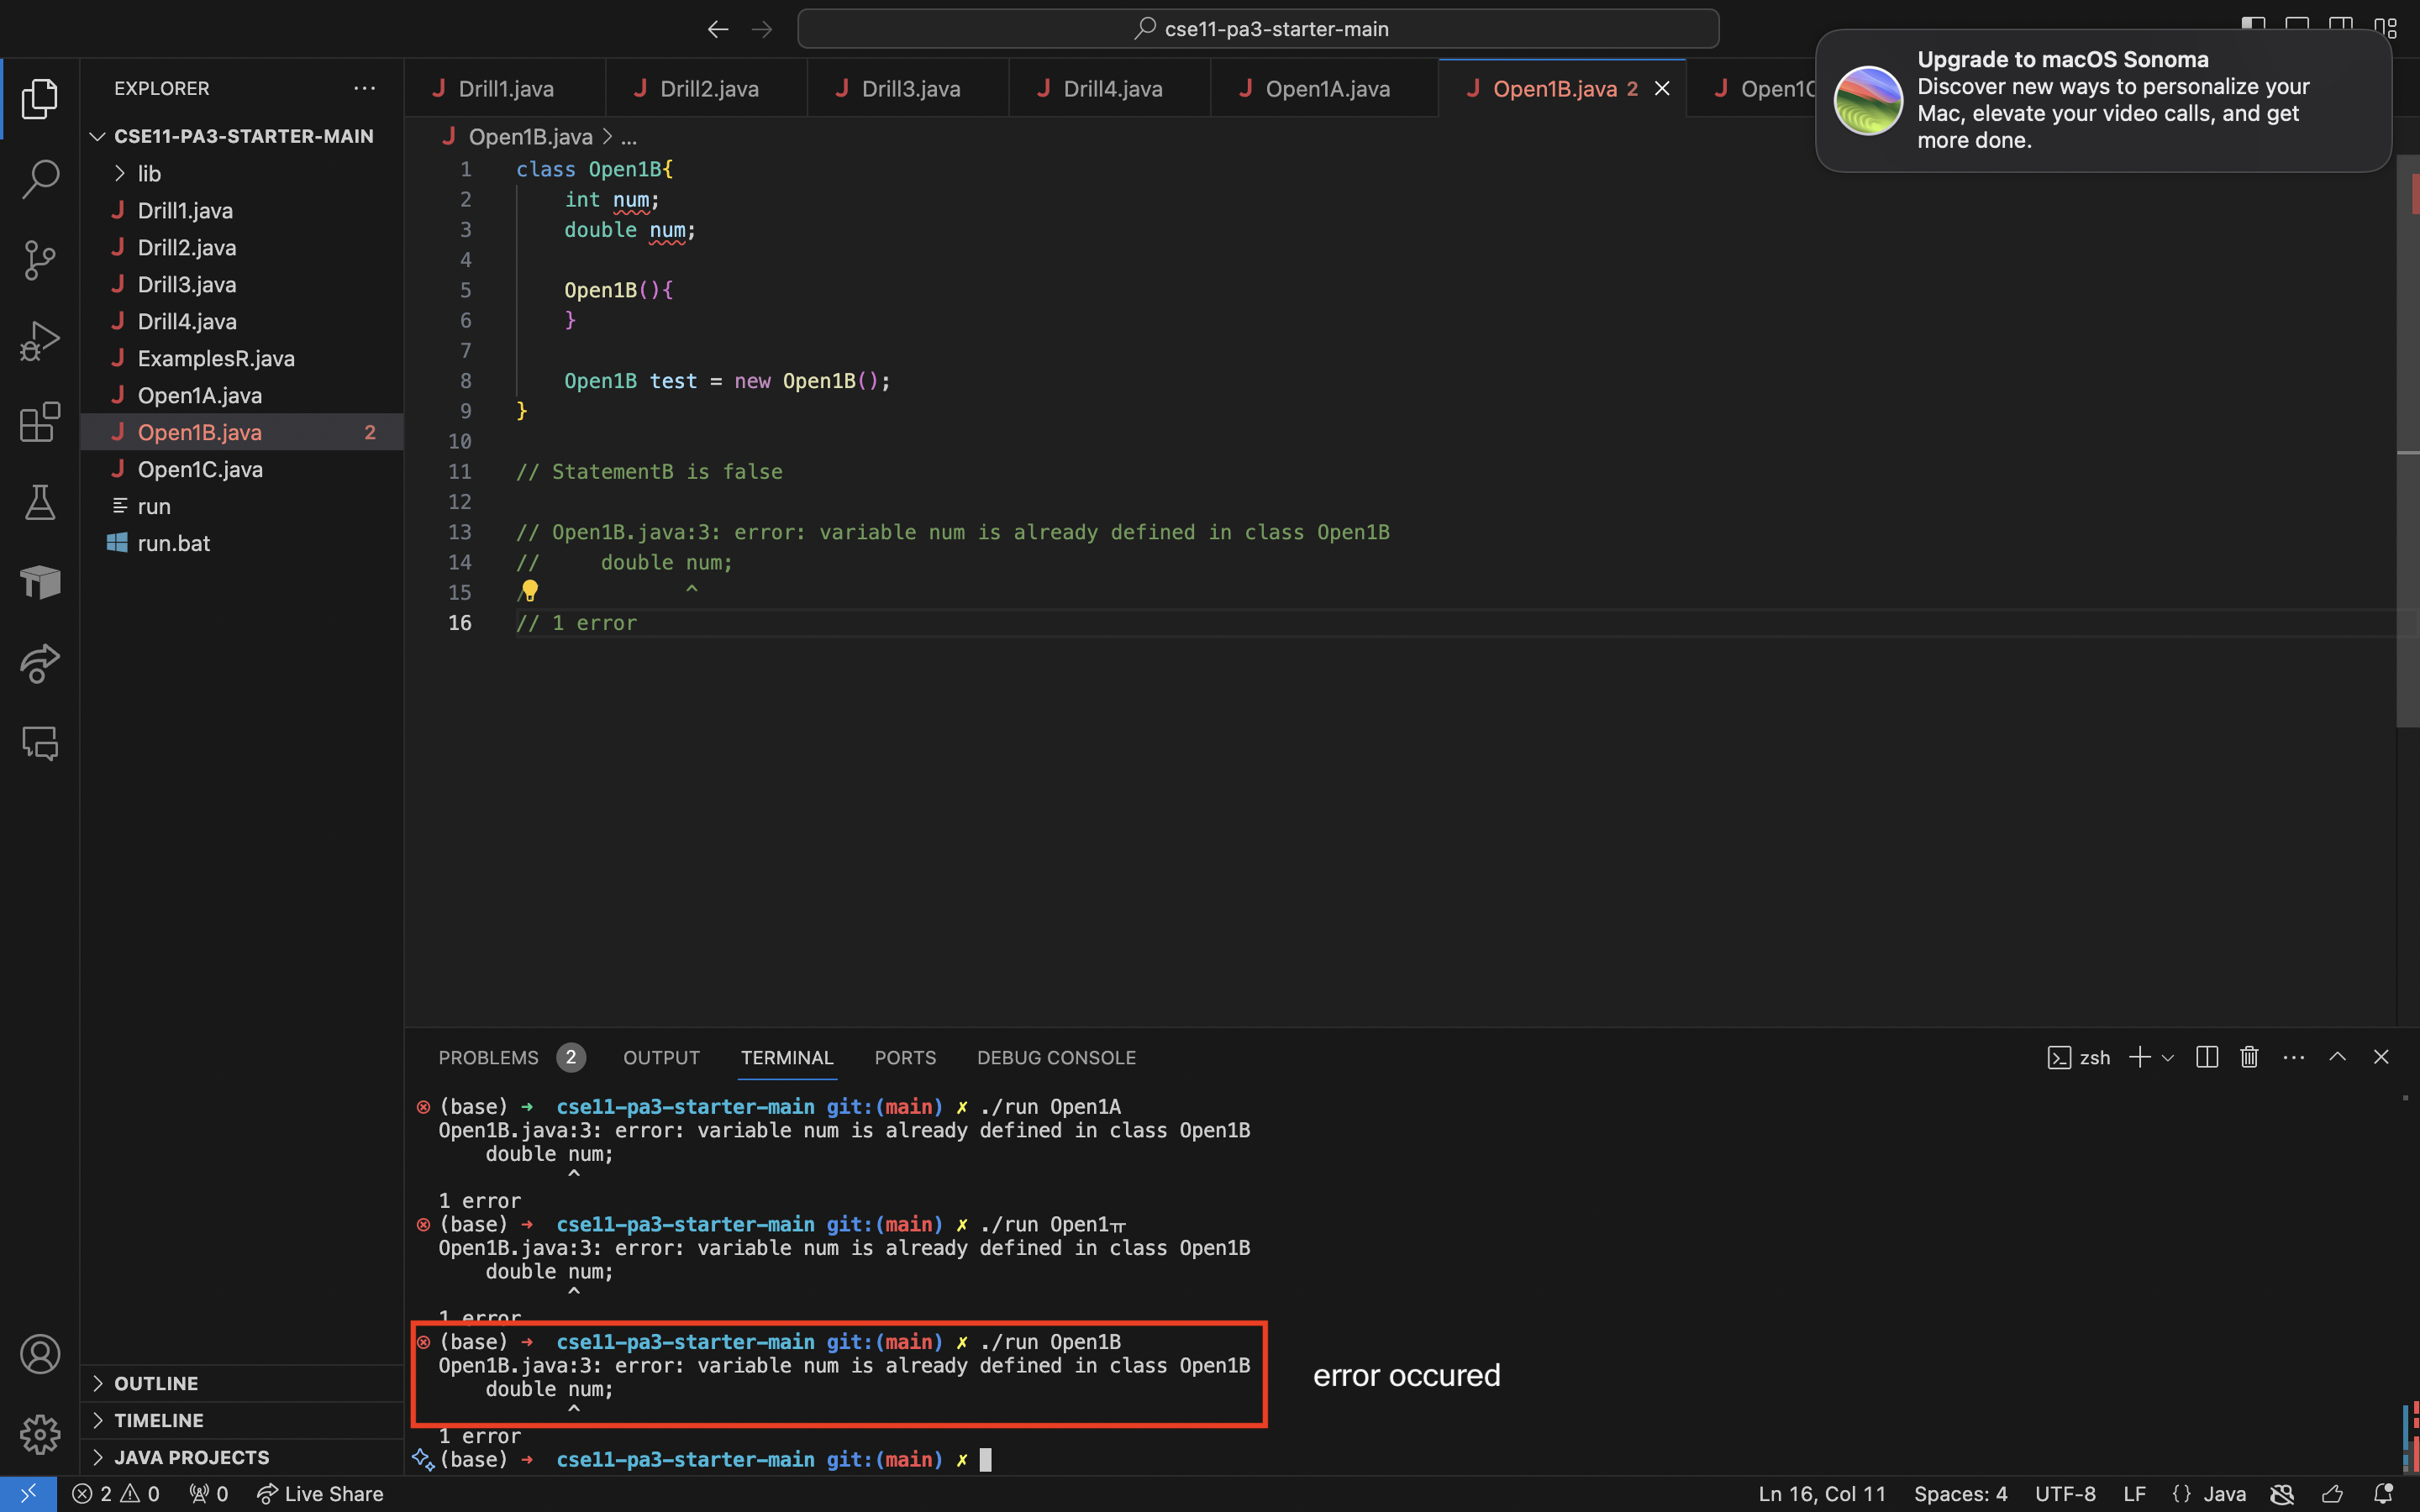 cse11-pa3-starter-main
Upgrade to macOS Sonoma
Discover new ways to personalize your
Mac, elevate your video calls, and get
more done.
EXPLORER
CSE11-PA3-STARTER-MAIN
lib
Drill1.java
Drill2.java
Drill3.java
Drill4.java
ExamplesR.java
Open1A.java
Open1B.java 2
Open1C.java
run
run.bat
OUTLINE
TIMELINE
JAVA PROJECTS
Drill1.java Drill2.java Drill3.java Drill4.java Open1A.java Open1B.java 2 Open1C
Open1B.java > ...
1 class Open1B{
2 int num;
3 double num;
4
5 Open1B(){
6 }
7
8 Open1B test = new Open1B();
9 }
10
11 // StatementB is false
12
13 // Open1B.java:3: error: variable num is already defined in class Open1B
14 // double num;
15 / ^
16 // 1 error
PROBLEMS 2 OUTPUT TERMINAL PORTS DEBUG CONSOLE
zsh
(base) ➜ cse11-pa3-starter-main git:(main) ✗ ./run Open1A
Open1B.java:3: error: variable num is already defined in class Open1B
double num;
^
1 error
(base) ➜ cse11-pa3-starter-main git:(main) ✗ ./run Open1ㅠ
Open1B.java:3: error: variable num is already defined in class Open1B
double num;
^
1 error
(base) ➜ cse11-pa3-starter-main git:(main) ✗ ./run Open1B
Open1B.java:3: error: variable num is already defined in class Open1B
double num;
^
1 error
(base) ➜ cse11-pa3-starter-main git:(main) ✗
error occured
2 0 0 Live Share
Ln 16, Col 11 Spaces: 4 UTF-8 LF {} Java